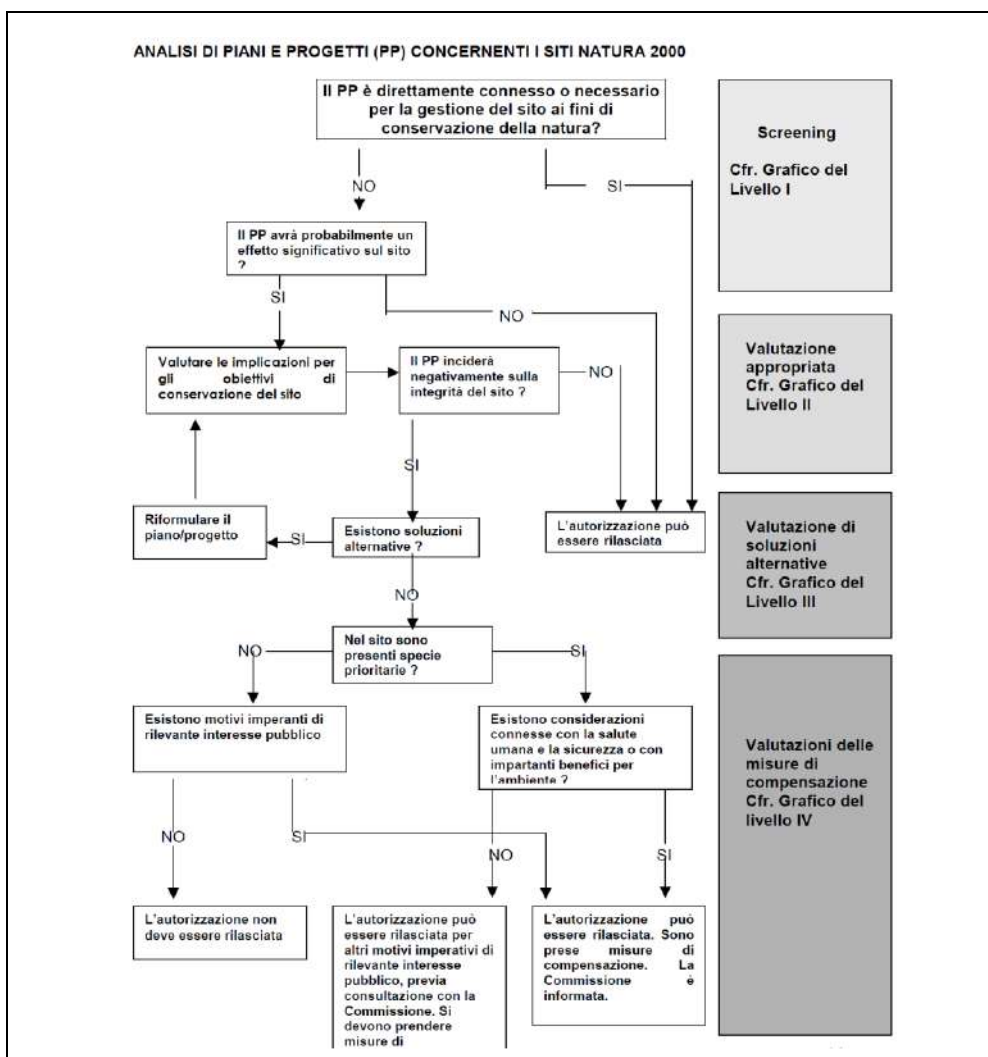 ANALISI DI PIANI E PROGETTI (PP) CONCERNENTI I SITI NATURA 2000
Il PP è direttamente connesso o necessario
per la gestione del sito ai fini di
conservazione della natura?
Screening
Cfr. Grafico del
Livello I
NO
SI
Il PP avrà probabilmente un
effetto significativo sul sito
?
SI
NO
Valutare le implicazioni per
gli obiettivi di
conservazione del sito
Il PP inciderà
negativamente sulla
integrità del sito ?
NO
Valutazione
appropriata
Cfr. Grafico del
Livello II
SI
Riformulare il
piano/progetto
SI
Esistono soluzioni
alternative ?
L'autorizzazione può
essere rilasciata
Valutazione di
soluzioni
alternative
Cfr. Grafico del
Livello III
NO
Nel sito sono
presenti specie
prioritarie ?
NO
SI
Esistono motivi imperanti di
rilevante interesse pubblico
Esistono considerazioni
connesse con la salute
umana e la sicurezza o con
impartanti benefici per
l'ambiente ?
Valutazioni delle
misure di
compensazione
Cfr. Grafico del
livello IV
NO
SI
NO
SI
L'autorizzazione non
deve essere rilasciata
L'autorizzazione può
essere rilasciata per
altri motivi imperativi di
rilevante interesse
pubblico, previa
consultazione con la
Commissione. Si
devono prendere
misure di
L'autorizzazione può
essere rilasciata. Sono
prese misure di
compensazione. La
Commissione è
informata.